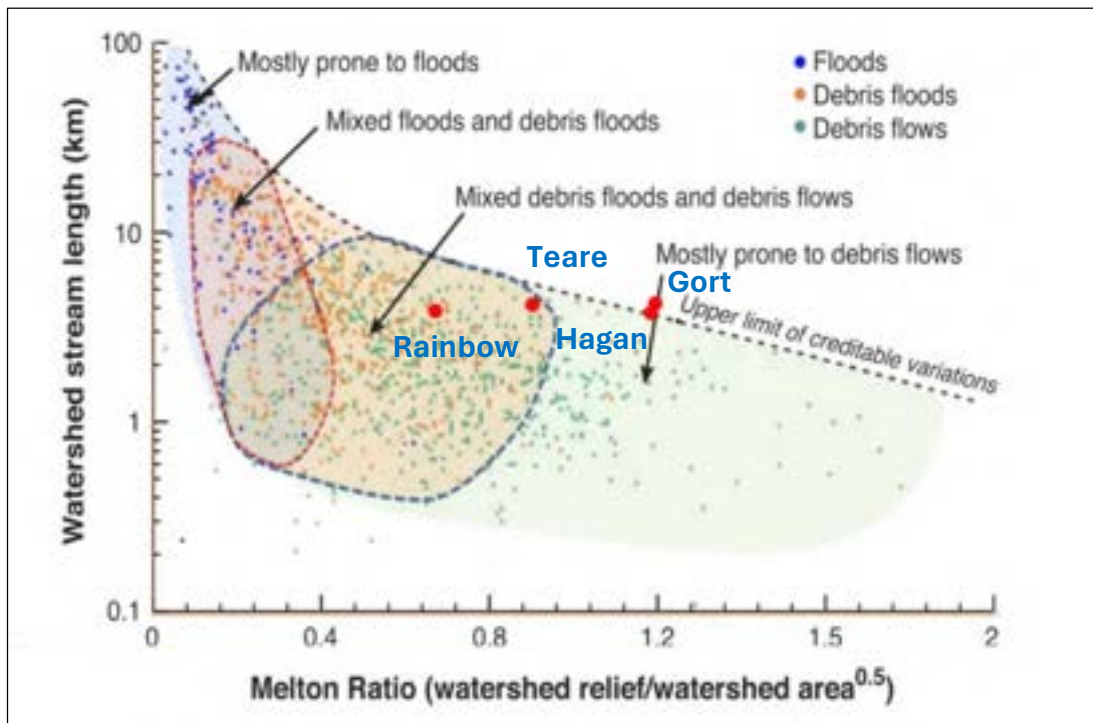 100
10
1
0.1
Watershed stream length (km)
Mostly prone to floods
Mixed floods and debris floods
Mixed debris floods and debris flows
Floods
Debris floods
Debris flows
Teare
Mostly prone to debris flows
Gort
Upper limit of creditable variations
Rainbow
Hagan
0
0.4
0.8
1.2
1.5
2
Melton Ratio (watershed relief/watershed area0.5)